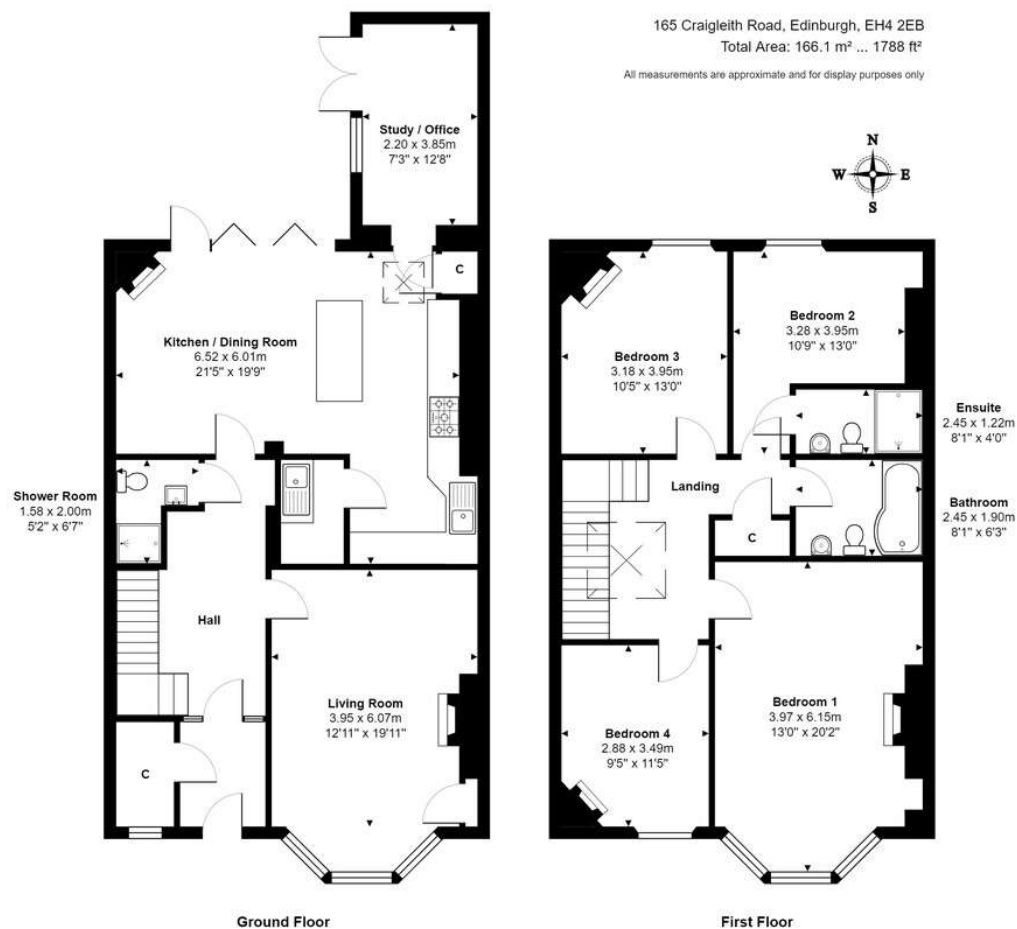 165 Craigleith Road, Edinburgh, EH4 2EB
Total Area: 166.1 m² ... 1788 ft²
All measurements are approximate and for display purposes only
N
W E
S
Study / Office
2.20 x 3.85m
7'3" x 12'8"
C
Kitchen / Dining Room
6.52 x 6.01m
21'5" x 19'9"
Shower Room
1.58 x 2.00m
5'2" x 6'7"
Hall
Living Room
3.95 x 6.07m
12'11" x 19'11"
C
Ground Floor
Bedroom 2
3.28 x 3.95m
10'9" x 13'0"
Bedroom 3
3.18 x 3.95m
10'5" x 13'0"
Ensuite
2.45 x 1.22m
8'1" x 4'0"
Landing
Bathroom
2.45 x 1.90m
8'1" x 6'3"
C
Bedroom 1
3.97 x 6.15m
13'0" x 20'2"
Bedroom 4
2.88 x 3.49m
9'5" x 11'5"
First Floor